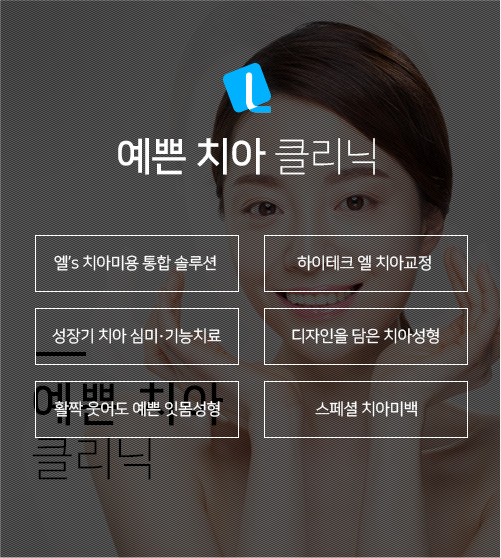 L
예쁜 치아 클리닉
엘's 치아미용 통합 솔루션
하이테크 엘 치아교정
성장기 치아 심미·기능치료
디자인을 담은 치아성형
활짝 웃어도 예쁜 잇몸성형
스페셜 치아미백
예쁜 치아
클리닉